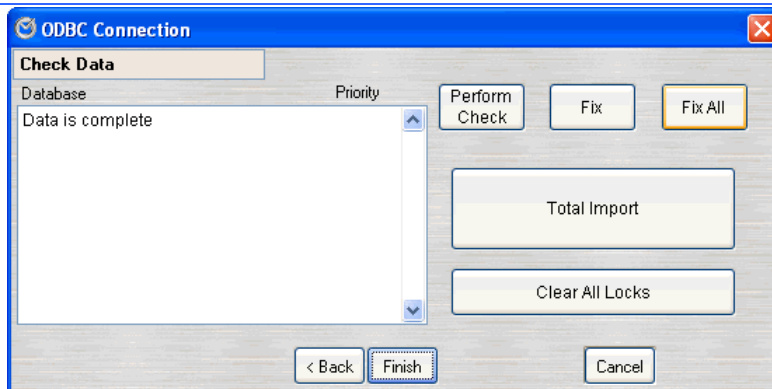 ODBC Connection
Check Data
Database Priority
Data is complete
Perform
Check
Fix
Fix All
Total Import
Clear All Locks
< Back
Finish
Cancel